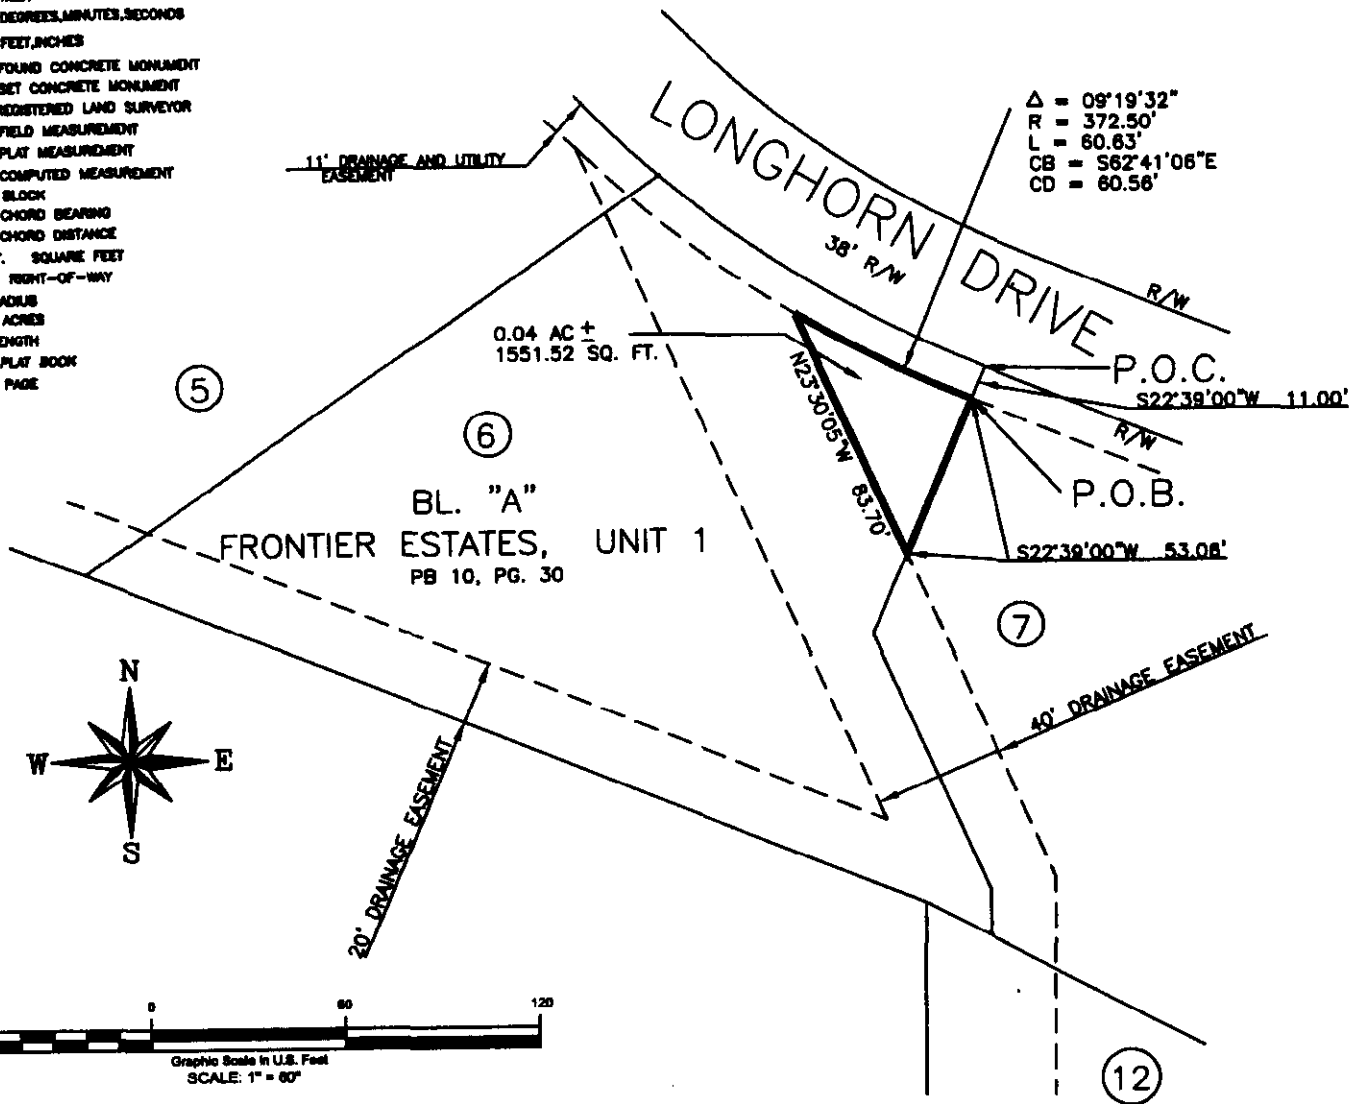 DEGREES,MINUTES,SECONDS
FEET,INCHES
FOUND CONCRETE MONUMENT
SET CONCRETE MONUMENT
REGISTERED LAND SURVEYOR
FIELD MEASUREMENT
PLAT MEASUREMENT
COMPUTED MEASUREMENT
BLOCK
CHORD BEARING
CHORD DISTANCE
SQUARE FEET
RIGHT-OF-WAY
ADIUS
ACRES
ENGTH
PLAT BOOK
PAGE
11' DRAINAGE AND UTILITY
EASEMENT
LONGHORN DRIVE
38' R/W
R/W
Δ = 09°19'32"
R = 372.50'
L = 60.63'
CB = S62°41'06"E
CD = 60.56'
0.04 AC ±
1551.52 SQ. FT.
N23°30'05"W 83.70'
P.O.C.
S22°39'00"W 11.00'
R/W
P.O.B.
S22°39'00"W 53.08'
5
6
BL. "A"
FRONTIER ESTATES, UNIT 1
PB 10, PG. 30
7
40' DRAINAGE EASEMENT
20' DRAINAGE EASEMENT
N
W E
S
0 60 120
Graphic Scale in U.S. Feet
SCALE: 1" = 60"
12